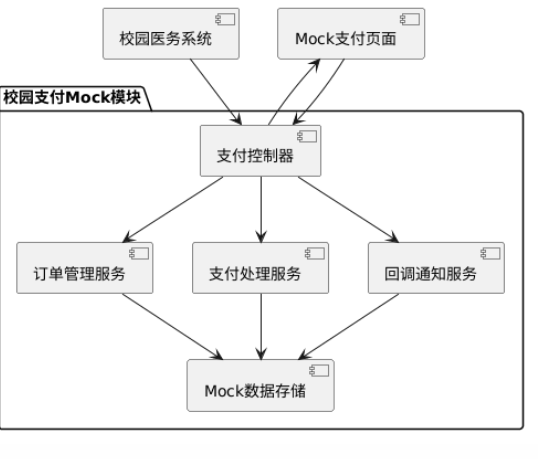 校园医务系统
Mock支付页面
校园支付Mock模块
支付控制器
订单管理服务
支付处理服务
回调通知服务
Mock数据存储